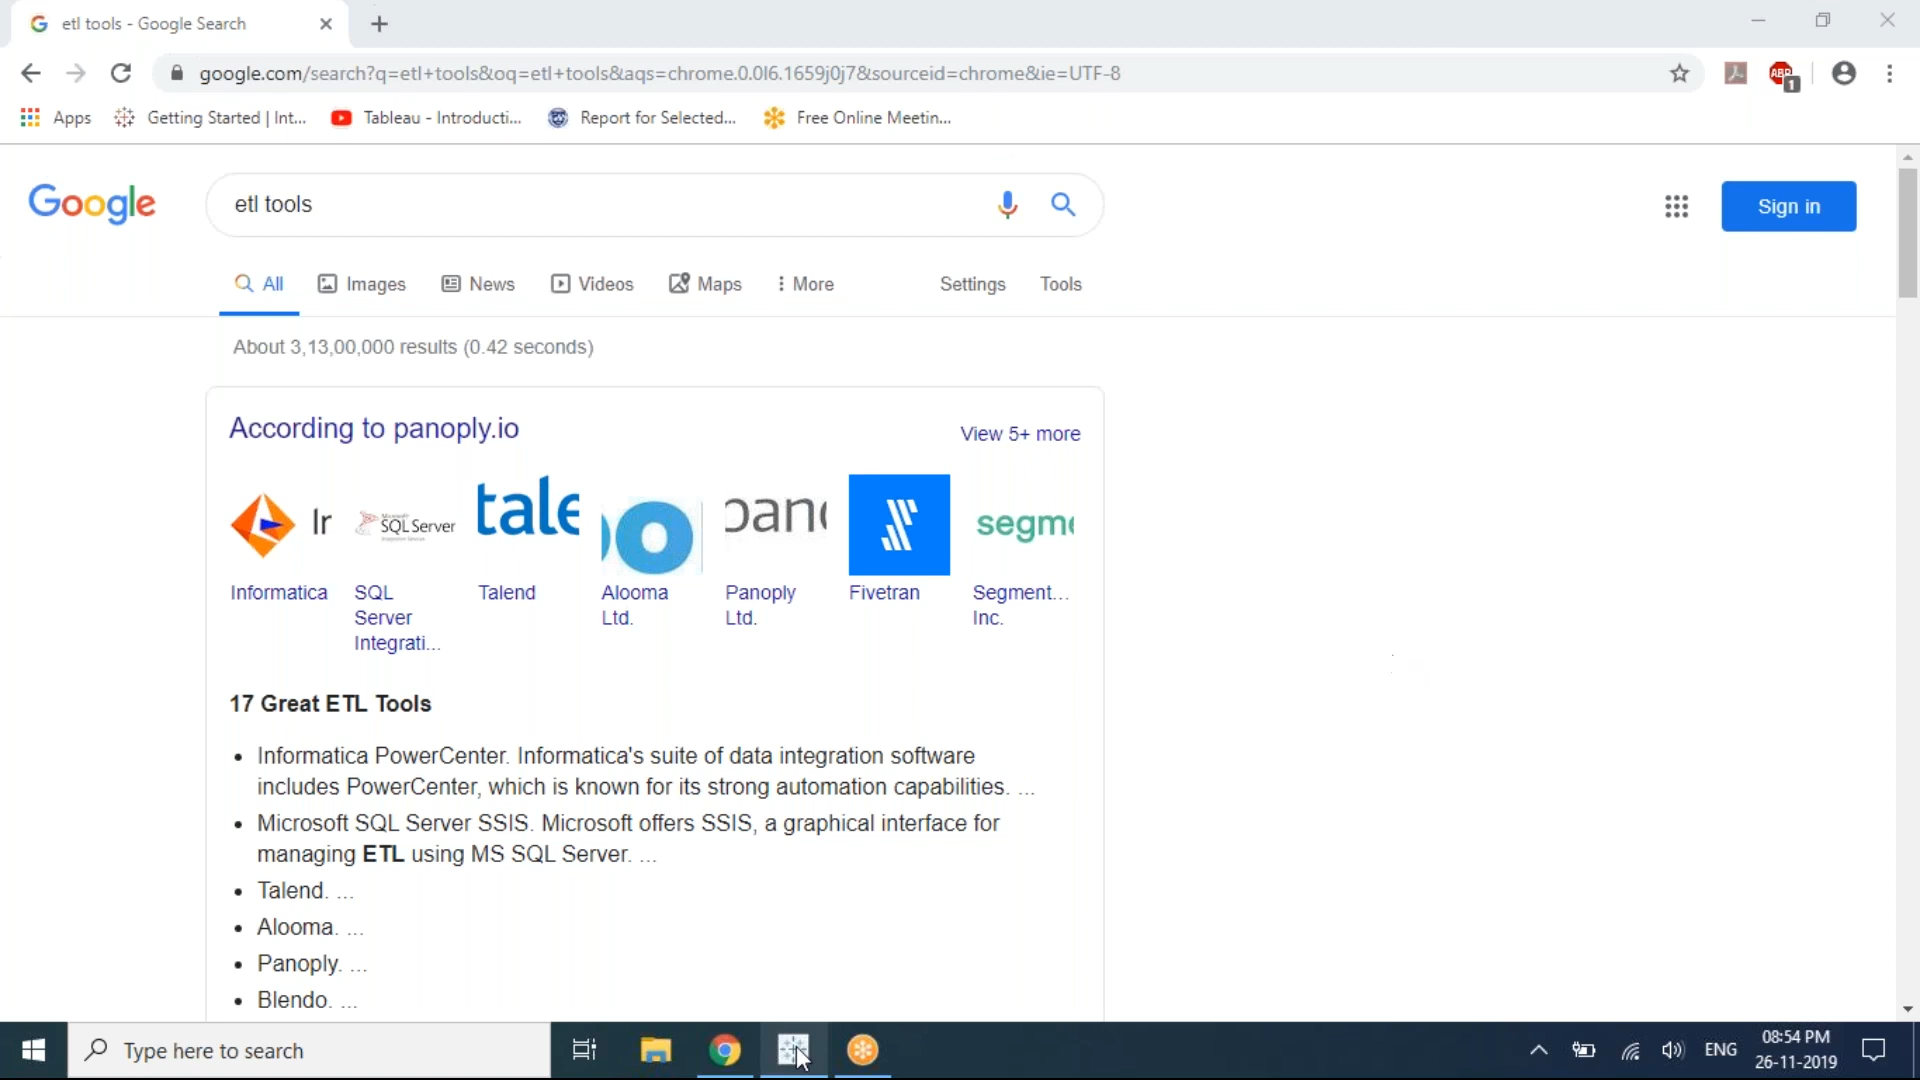 etl tools - Google Search
google.com/search?q=etl+tools&oq=etl+tools&aqs=chrome.0.0l6.1659j0j7&sourceid=chrome&ie=UTF-8
ABP 1
Apps Getting Started | Int... Tableau - Introducti... Report for Selected... Free Online Meetin...
Google
etl tools
Sign in
All Images News Videos Maps More Settings Tools
About 3,13,00,000 results (0.42 seconds)
According to panoply.io
View 5+ more
SQL Server
tale
segm
Informatica
SQL
Server
Integrati...
Talend
Alooma
Ltd.
Panoply
Ltd.
Fivetran
Segment...
Inc.
17 Great ETL Tools
• Informatica PowerCenter. Informatica's suite of data integration software
includes PowerCenter, which is known for its strong automation capabilities. ...
• Microsoft SQL Server SSIS. Microsoft offers SSIS, a graphical interface for
managing ETL using MS SQL Server. ...
• Talend. ...
• Alooma. ...
• Panoply. ...
• Blendo. ...
Type here to search
ENG
08:54 PM
26-11-2019